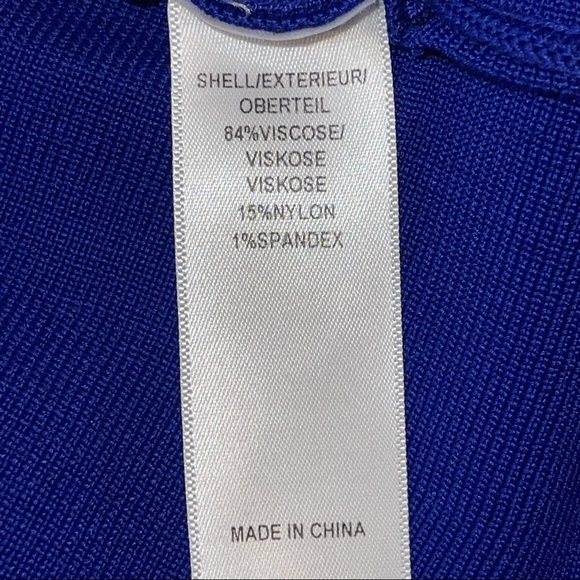 SHELL/EXTERIEUR/
OBERTEIL
84%VISCOSE/
VISKOSE
VISKOSE
15%NYLON
1%SPANDEX
MADE IN CHINA